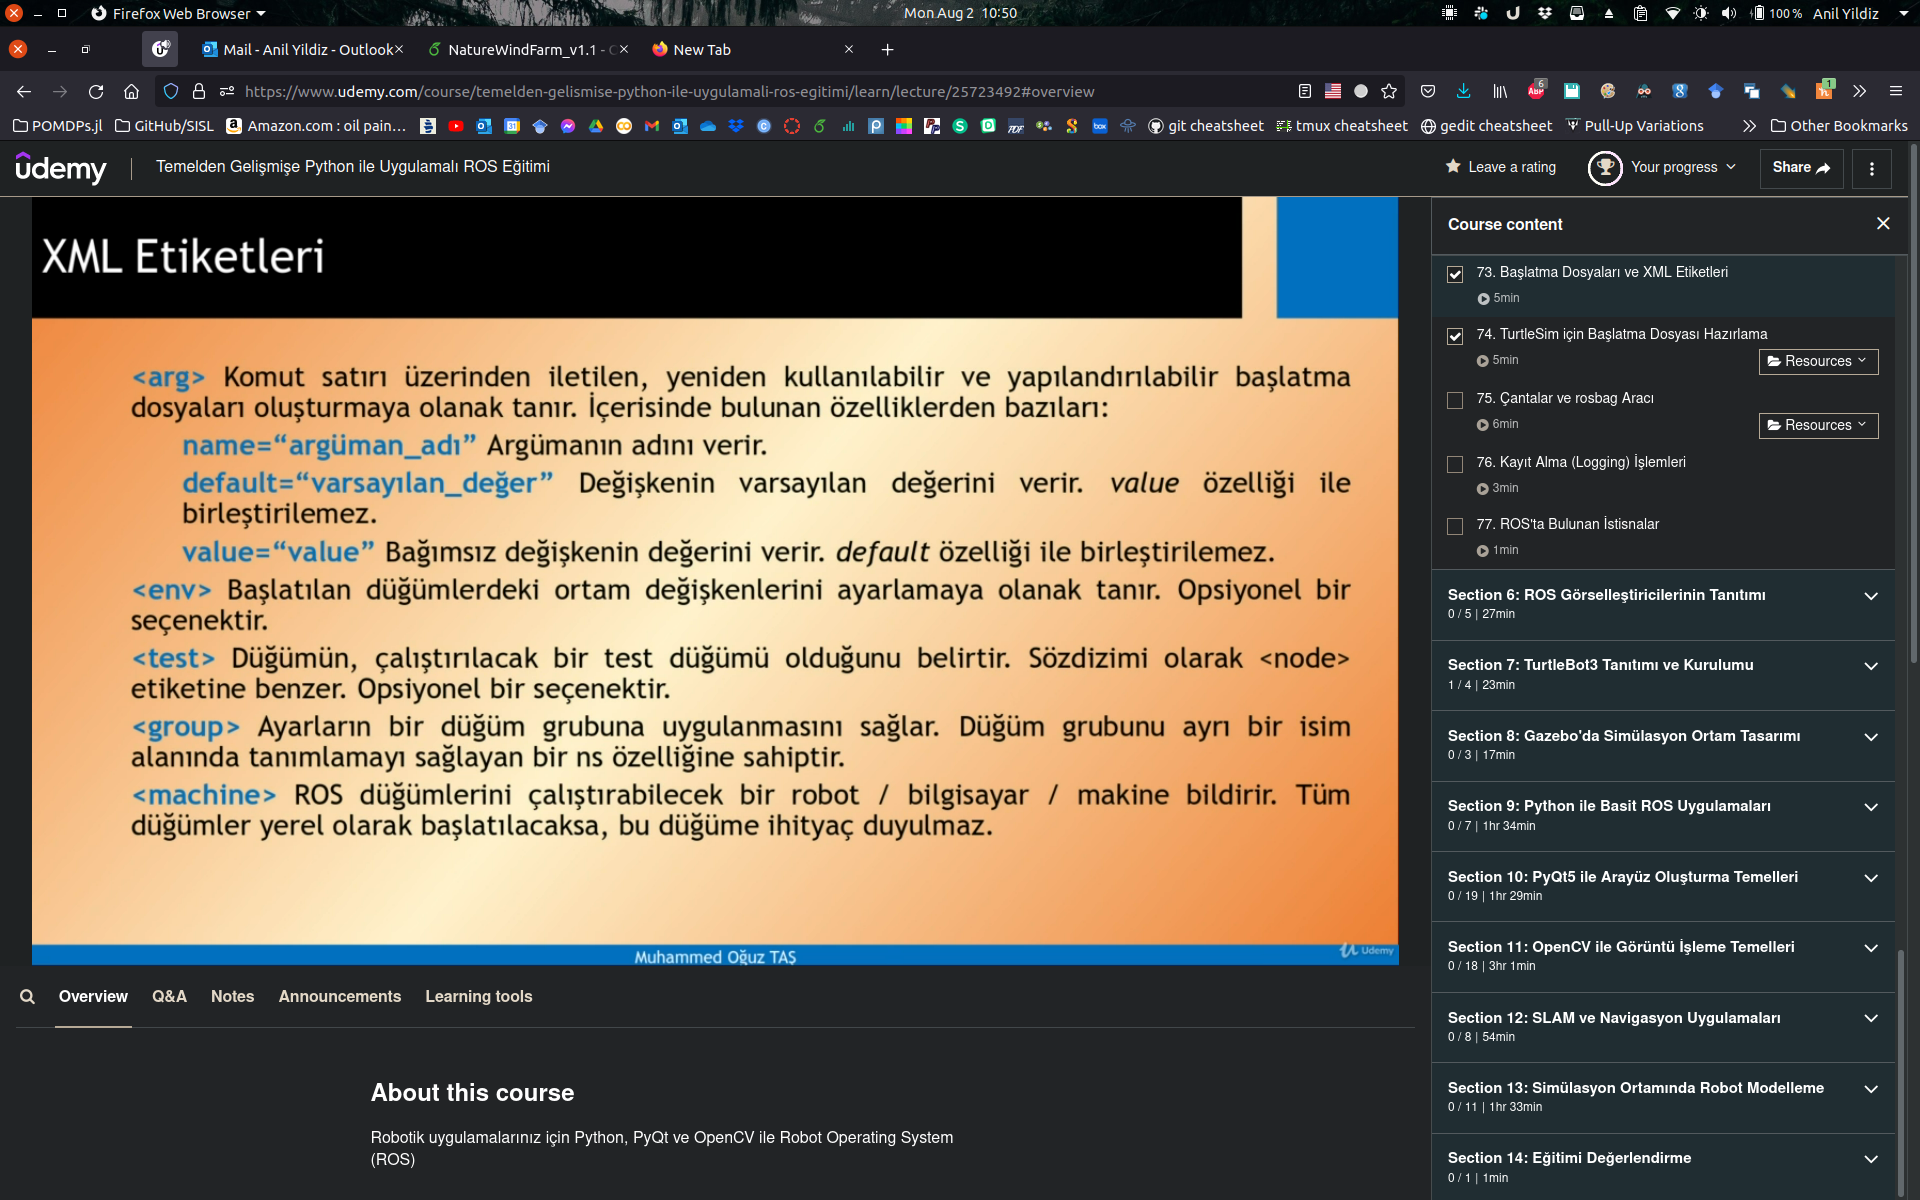 Firefox Web Browser
Mon Aug 2 10:50
100 %
Anil Yildiz
Mail - Anil Yildiz - Outlook
NatureWindFarm_v1.1 -
New Tab
https://www.udemy.com/course/temelden-gelismise-python-ile-uygulamali-ros-egitimi/learn/lecture/25723492#overview
POMDPs.jl
GitHub/SISL
Amazon.com : oil pain...
git cheatsheet
tmux cheatsheet
gedit cheatsheet
Pull-Up Variations
Other Bookmarks
udemy
Temelden Gelişmişe Python ile Uygulamalı ROS Eğitimi
Leave a rating
Your progress
Share
XML Etiketleri
<arg> Komut satırı üzerinden iletilen, yeniden kullanılabilir ve yapılandırılabilir başlatma
dosyaları oluşturmaya olanak tanır. İçerisinde bulunan özelliklerden bazıları:
name=“argüman_adı” Argümanın adını verir.
default=“varsayılan_değer” Değişkenin varsayılan değerini verir. value özelliği ile
birleştirilemez.
value=“value” Bağımsız değişkenin değerini verir. default özelliği ile birleştirilemez.
<env> Başlatılan düğümlerdeki ortam değişkenlerini ayarlamaya olanak tanır. Opsiyonel bir
seçenektir.
<test> Düğümün, çalıştırılacak bir test düğümü olduğunu belirtir. Sözdizimi olarak <node>
etiketine benzer. Opsiyonel bir seçenektir.
<group> Ayarların bir düğüm grubuna uygulanmasını sağlar. Düğüm grubunu ayrı bir isim
alanında tanımlamayı sağlayan bir ns özelliğine sahiptir.
<machine> ROS düğümlerini çalıştırabilecek bir robot / bilgisayar / makine bildirir. Tüm
düğümler yerel olarak başlatılacaksa, bu düğüme ihityaç duyulmaz.
Muhammed Oğuz TAŞ
Udemy
Course content
73. Başlatma Dosyaları ve XML Etiketleri
5min
74. TurtleSim için Başlatma Dosyası Hazırlama
5min
Resources
75. Çantalar ve rosbag Aracı
6min
Resources
76. Kayıt Alma (Logging) İşlemleri
3min
77. ROS'ta Bulunan İstisnalar
1min
Section 6: ROS Görselleştiricilerinin Tanıtımı
0 / 5 | 27min
Section 7: TurtleBot3 Tanıtımı ve Kurulumu
1 / 4 | 23min
Section 8: Gazebo'da Simülasyon Ortam Tasarımı
0 / 3 | 17min
Section 9: Python ile Basit ROS Uygulamaları
0 / 7 | 1hr 34min
Section 10: PyQt5 ile Arayüz Oluşturma Temelleri
0 / 19 | 1hr 29min
Section 11: OpenCV ile Görüntü İşleme Temelleri
0 / 18 | 3hr 1min
Section 12: SLAM ve Navigasyon Uygulamaları
0 / 8 | 54min
Section 13: Simülasyon Ortamında Robot Modelleme
0 / 11 | 1hr 33min
Section 14: Eğitimi Değerlendirme
0 / 1 | 1min
Overview
Q&A
Notes
Announcements
Learning tools
About this course
Robotik uygulamalarınız için Python, PyQt ve OpenCV ile Robot Operating System
(ROS)